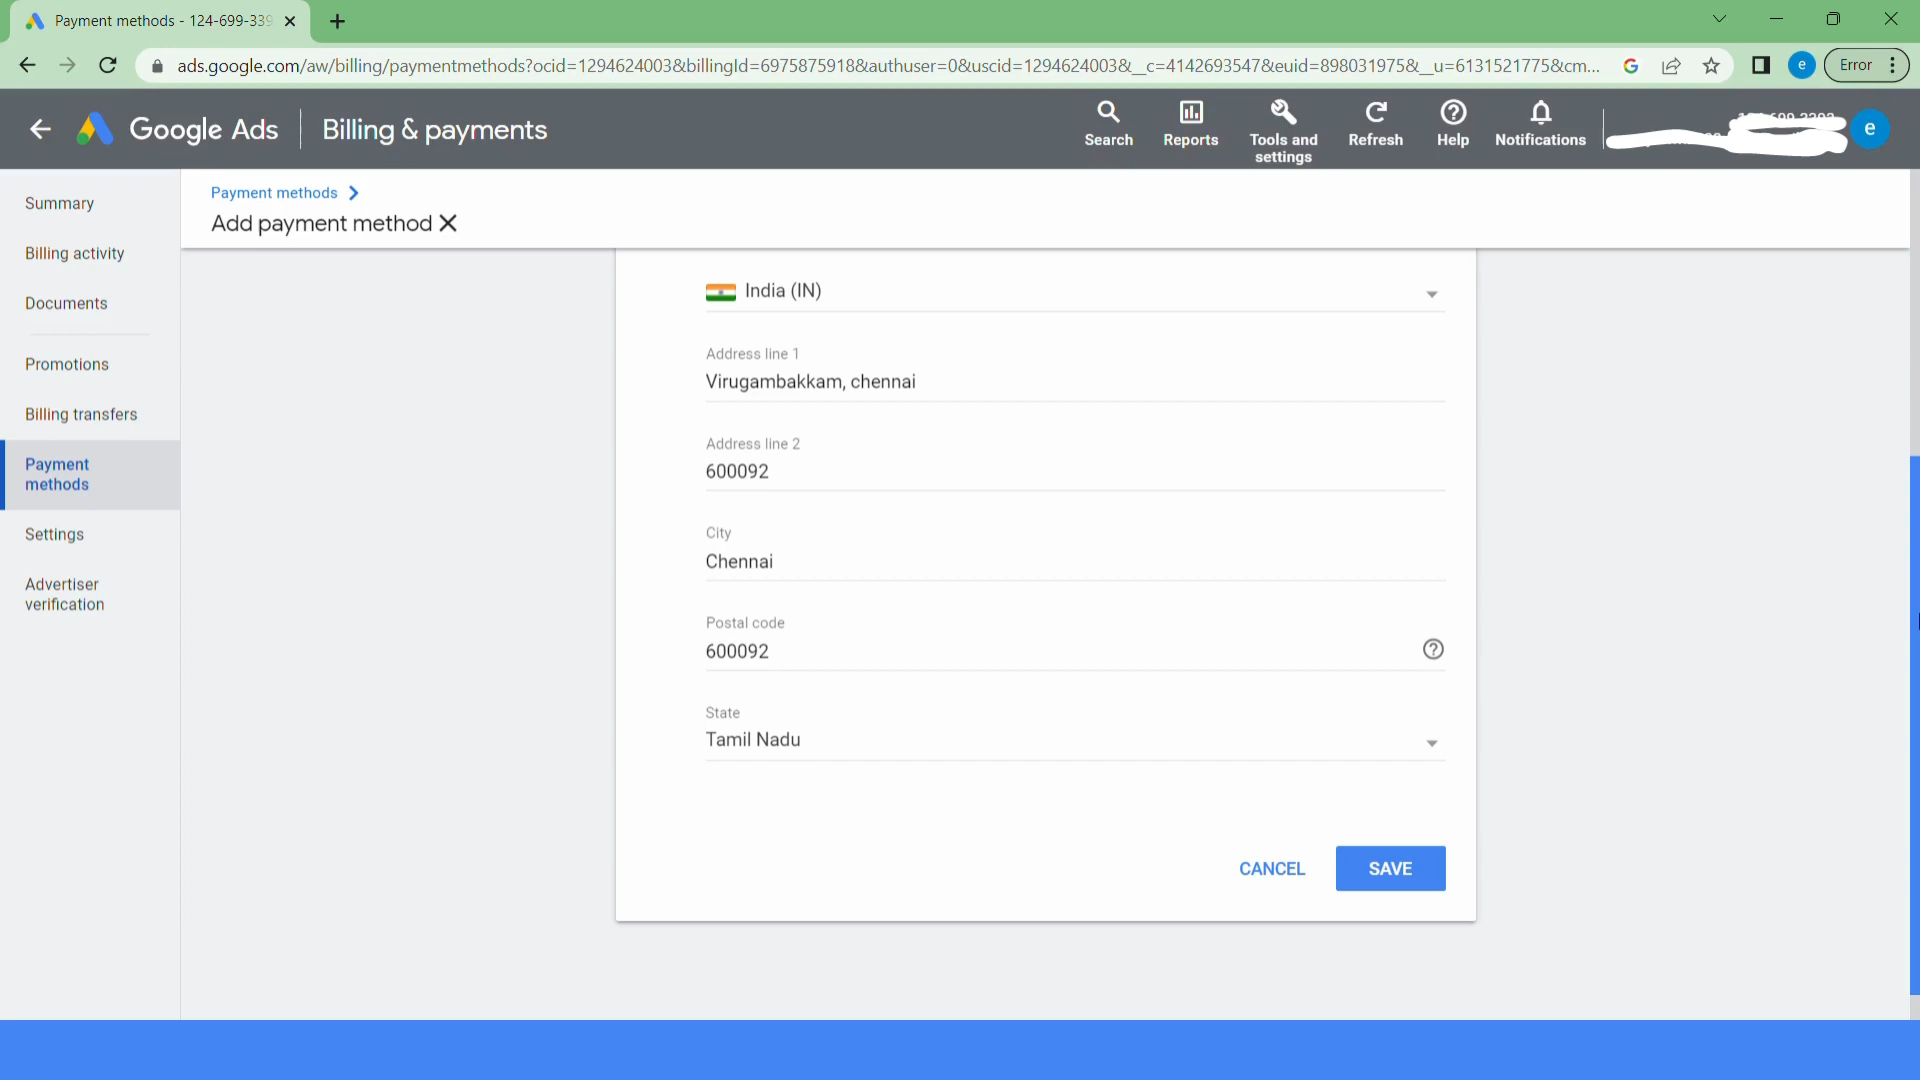 Payment methods - 124-699-339
ads.google.com/aw/billing/paymentmethods?ocid=1294624003&billingId=6975875918&authuser=0&uscid=1294624003&__c=4142693547&euid=898031975&__u=6131521775&cm...
e
Error
Google Ads
Billing & payments
Search
Reports
Tools and
settings
Refresh
Help
Notifications
e
Summary
Billing activity
Documents
Promotions
Billing transfers
Payment
methods
Settings
Advertiser
verification
Payment methods
Add payment method
India (IN)
Address line 1
Virugambakkam, chennai
Address line 2
600092
City
Chennai
Postal code
600092
State
Tamil Nadu
CANCEL
SAVE